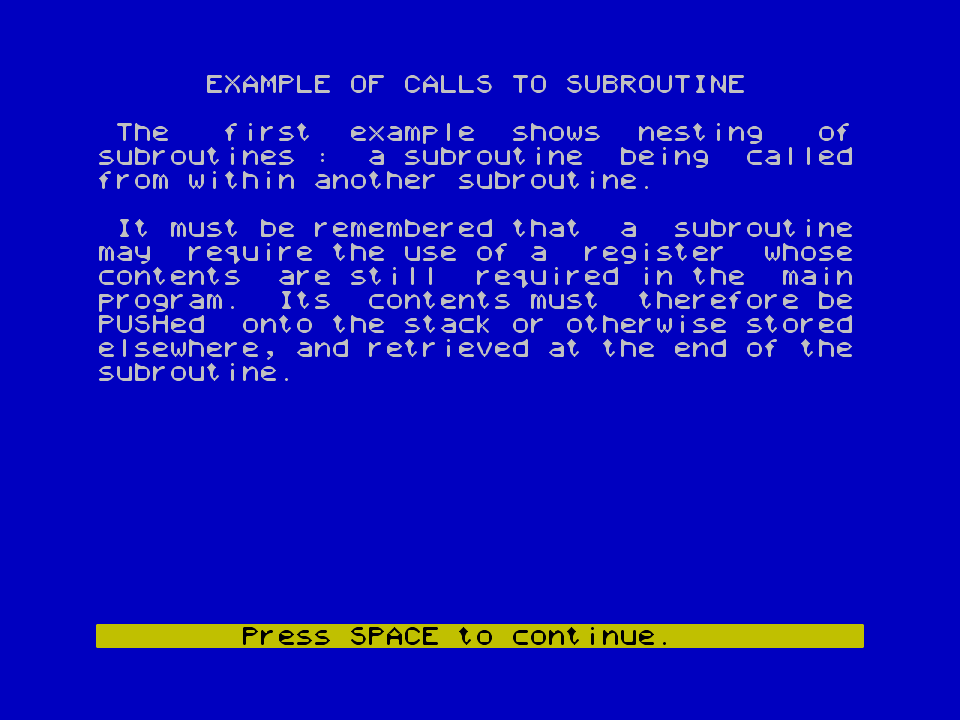 EXAMPLE OF CALLS TO SUBROUTINE
The first example shows nesting of
subroutines : a subroutine being called
from within another subroutine.
It must be remembered that a subroutine
may require the use of a register whose
contents are still required in the main
program. Its contents must therefore be
PUSHed onto the stack or otherwise stored
elsewhere, and retrieved at the end of the
subroutine.
Press SPACE to continue.